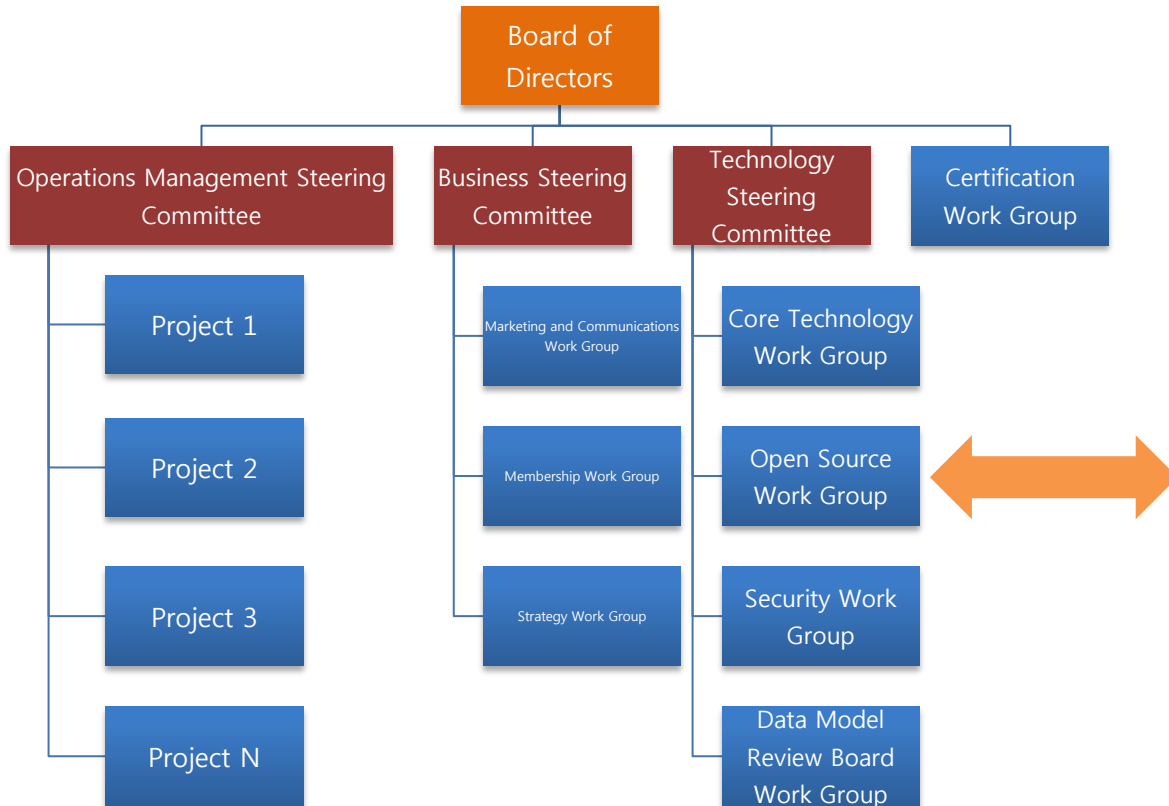 Board of
Directors
Operations Management Steering
Committee
Business Steering
Committee
Technology
Steering
Committee
Certification
Work Group
Project 1
Project 2
Project 3
Project N
Marketing and Communications
Work Group
Membership Work Group
Strategy Work Group
Core Technology
Work Group
Open Source
Work Group
Security Work
Group
Data Model
Review Board
Work Group